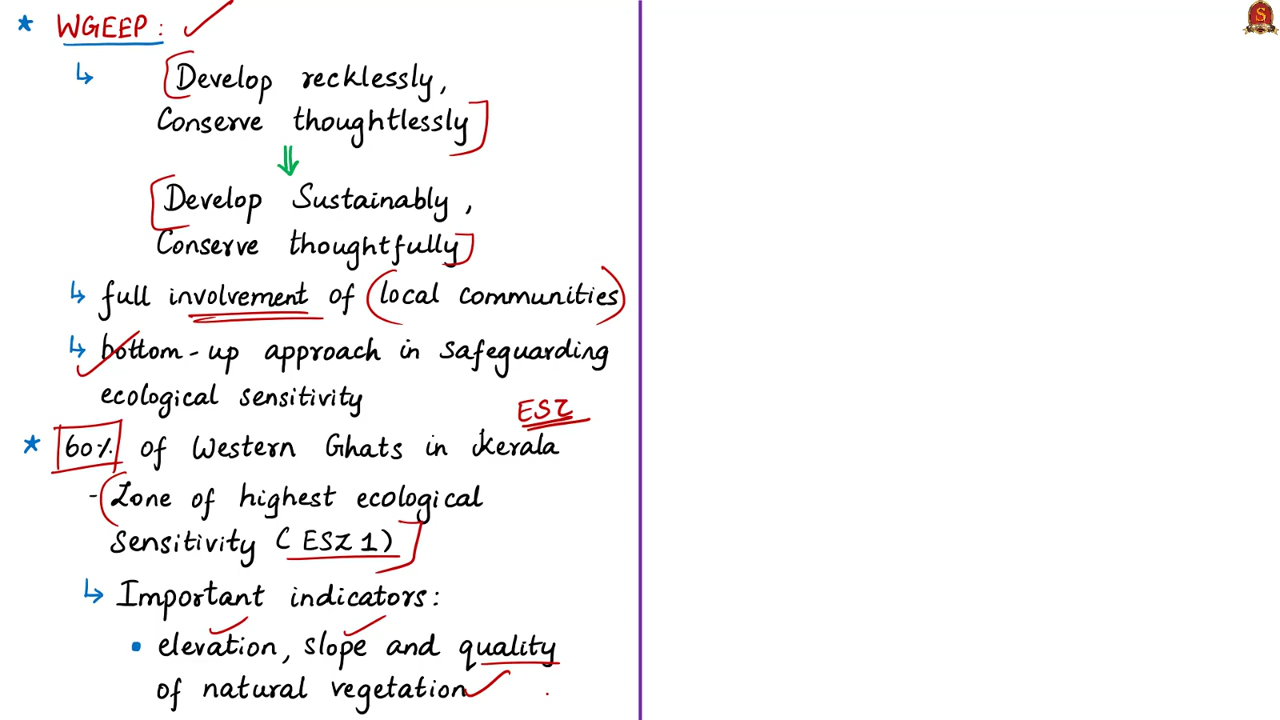 * WGEEP :
↳ Develop recklessly,
Conserve thoughtlessly
⇓
Develop Sustainably,
Conserve thoughtfully
↳ full involvement of (local communities)
↳ bottom-up approach in safeguarding
ecological sensitivity
ESZ
* 60% of Western Ghats in Kerala
- Zone of highest ecological
Sensitivity (ESZ 1)
↳ Important indicators:
• elevation, slope and quality
of natural vegetation
S